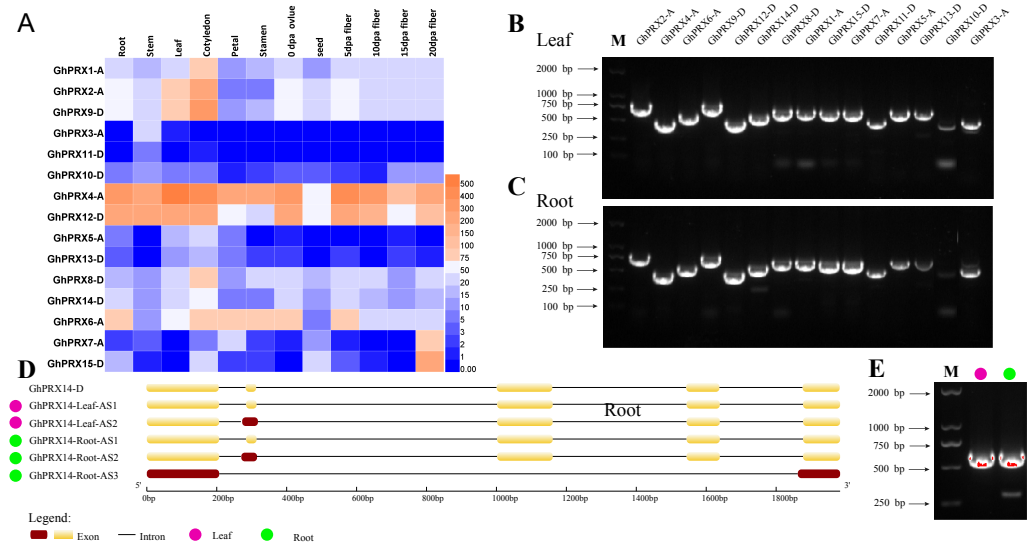 A
Root
Stem
Leaf
Cotyledon
Petal
Stamen
0 dpa ovlue
seed
5dpa fiber
10dpa fiber
15dpa fiber
20dpa fiber
GhPRX1-A
GhPRX2-A
GhPRX9-D
GhPRX3-A
GhPRX11-D
GhPRX10-D
GhPRX4-A
GhPRX12-D
GhPRX5-A
GhPRX13-D
GhPRX8-D
GhPRX14-D
GhPRX6-A
GhPRX7-A
GhPRX15-D
500
400
300
200
150
100
75
50
20
15
10
5
3
2
1
0.00
B
Leaf
M
GhPRX2-A
GhPRX4-A
GhPRX6-A
GhPRX9-D
GhPRX12-D
GhPRX14-D
GhPRX8-D
GhPRX1-A
GhPRX15-D
GhPRX7-A
GhPRX11-D
GhPRX5-A
GhPRX13-D
GhPRX10-D
GhPRX3-A
2000 bp
1000 bp
750 bp
500 bp
250 bp
100 bp
C
Root
2000 bp
1000 bp
750 bp
500 bp
250 bp
100 bp
D
GhPRX14-D
GhPRX14-Leaf-AS1
GhPRX14-Leaf-AS2
GhPRX14-Root-AS1
GhPRX14-Root-AS2
GhPRX14-Root-AS3
Root
5'
3'
0bp
200bp
400bp
600bp
800bp
1000bp
1200bp
1400bp
1600bp
1800bp
Legend:
Exon
Intron
Leaf
Root
E
M
2000 bp
1000 bp
750 bp
500 bp
250 bp